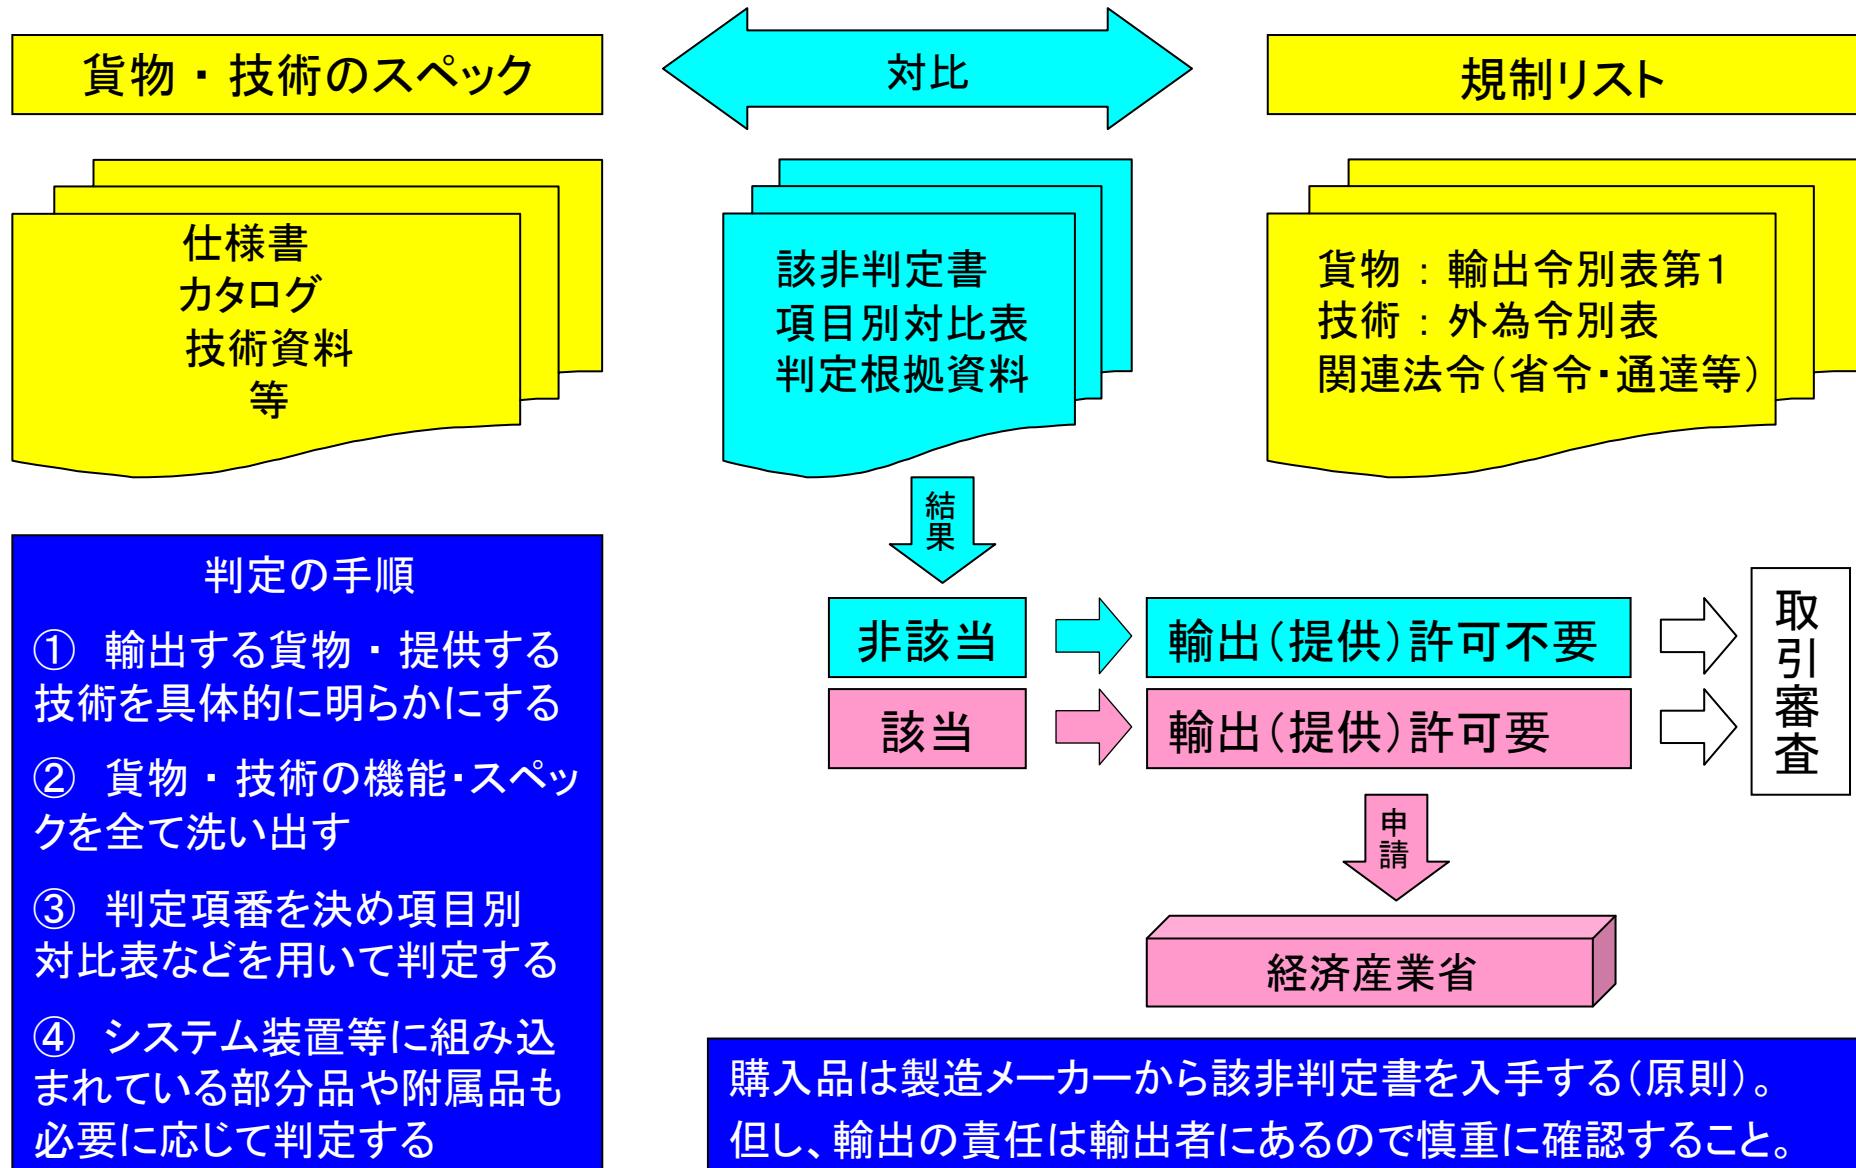 貨物・技術のスペック
対比
規制リスト
仕様書
カタログ
技術資料
等
該非判定書
項目別対比表
判定根拠資料
貨物：輸出令別表第１
技術：外為令別表
関連法令（省令・通達等）
結果
判定の手順
① 輸出する貨物・提供する
技術を具体的に明らかにする
② 貨物・技術の機能・スペッ
クを全て洗い出す
③ 判定項番を決め項目別
対比表などを用いて判定する
④ システム装置等に組み込
まれている部分品や附属品も
必要に応じて判定する
非該当
輸出（提供）許可不要
該当
輸出（提供）許可要
取引審査
申請
経済産業省
購入品は製造メーカーから該非判定書を入手する（原則）。
但し、輸出の責任は輸出者にあるので慎重に確認すること。